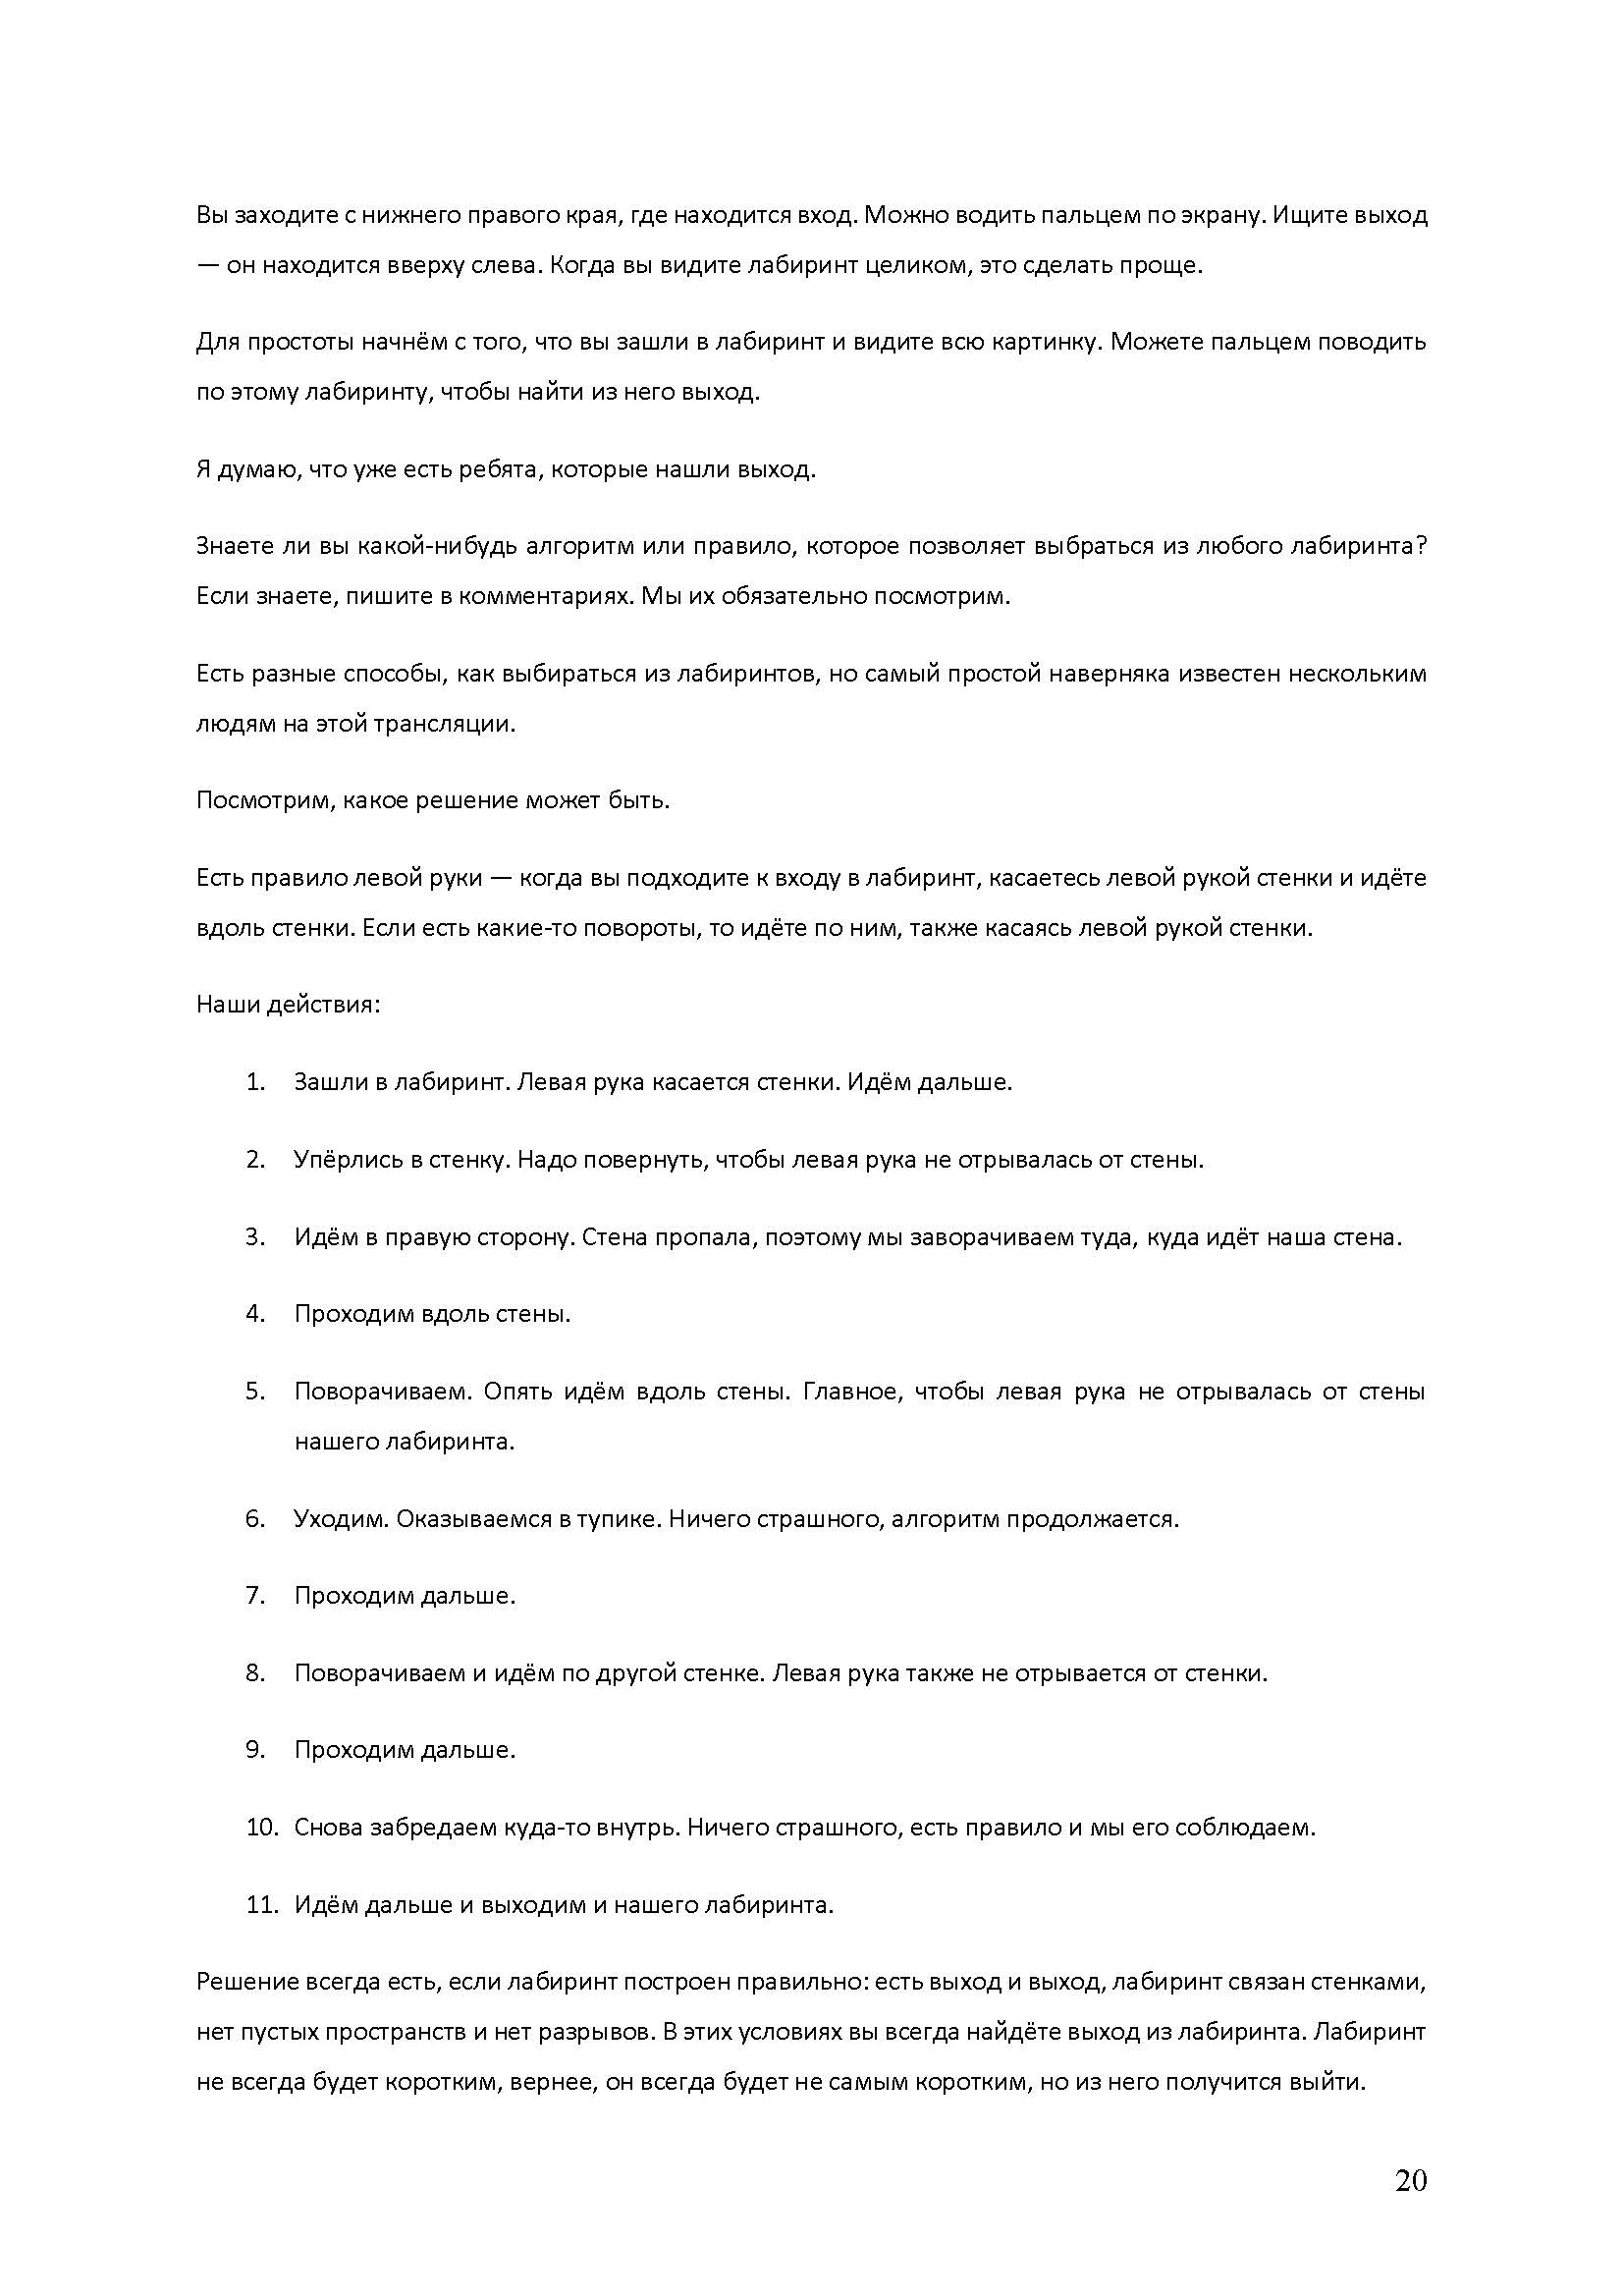 Вы заходите с нижнего правого края, где находится вход. Можно водить пальцем по экрану. Ищите выход
— он находится вверху слева. Когда вы видите лабиринт целиком, это сделать проще.
Для простоты начнём с того, что вы зашли в лабиринт и видите всю картинку. Можете пальцем поводить
по этому лабиринту, чтобы найти из него выход.
Я думаю, что уже есть ребята, которые нашли выход.
Знаете ли вы какой-нибудь алгоритм или правило, которое позволяет выбраться из любого лабиринта?
Если знаете, пишите в комментариях. Мы их обязательно посмотрим.
Есть разные способы, как выбираться из лабиринтов, но самый простой наверняка известен нескольким
людям на этой трансляции.
Посмотрим, какое решение может быть.
Есть правило левой руки — когда вы подходите к входу в лабиринт, касаетесь левой рукой стенки и идёте
вдоль стенки. Если есть какие-то повороты, то идёте по ним, также касаясь левой рукой стенки.
Наши действия:
1. Зашли в лабиринт. Левая рука касается стенки. Идём дальше.
2. Упёрлись в стенку. Надо повернуть, чтобы левая рука не отрывалась от стены.
3. Идём в правую сторону. Стена пропала, поэтому мы заворачиваем туда, куда идёт наша стена.
4. Проходим вдоль стены.
5. Поворачиваем. Опять идём вдоль стены. Главное, чтобы левая рука не отрывалась от стены
нашего лабиринта.
6. Уходим. Оказываемся в тупике. Ничего страшного, алгоритм продолжается.
7. Проходим дальше.
8. Поворачиваем и идём по другой стенке. Левая рука также не отрывается от стенки.
9. Проходим дальше.
10. Снова забредаем куда-то внутрь. Ничего страшного, есть правило и мы его соблюдаем.
11. Идём дальше и выходим и нашего лабиринта.
Решение всегда есть, если лабиринт построен правильно: есть выход и выход, лабиринт связан стенками,
нет пустых пространств и нет разрывов. В этих условиях вы всегда найдёте выход из лабиринта. Лабиринт
не всегда будет коротким, вернее, он всегда будет не самым коротким, но из него получится выйти.
20